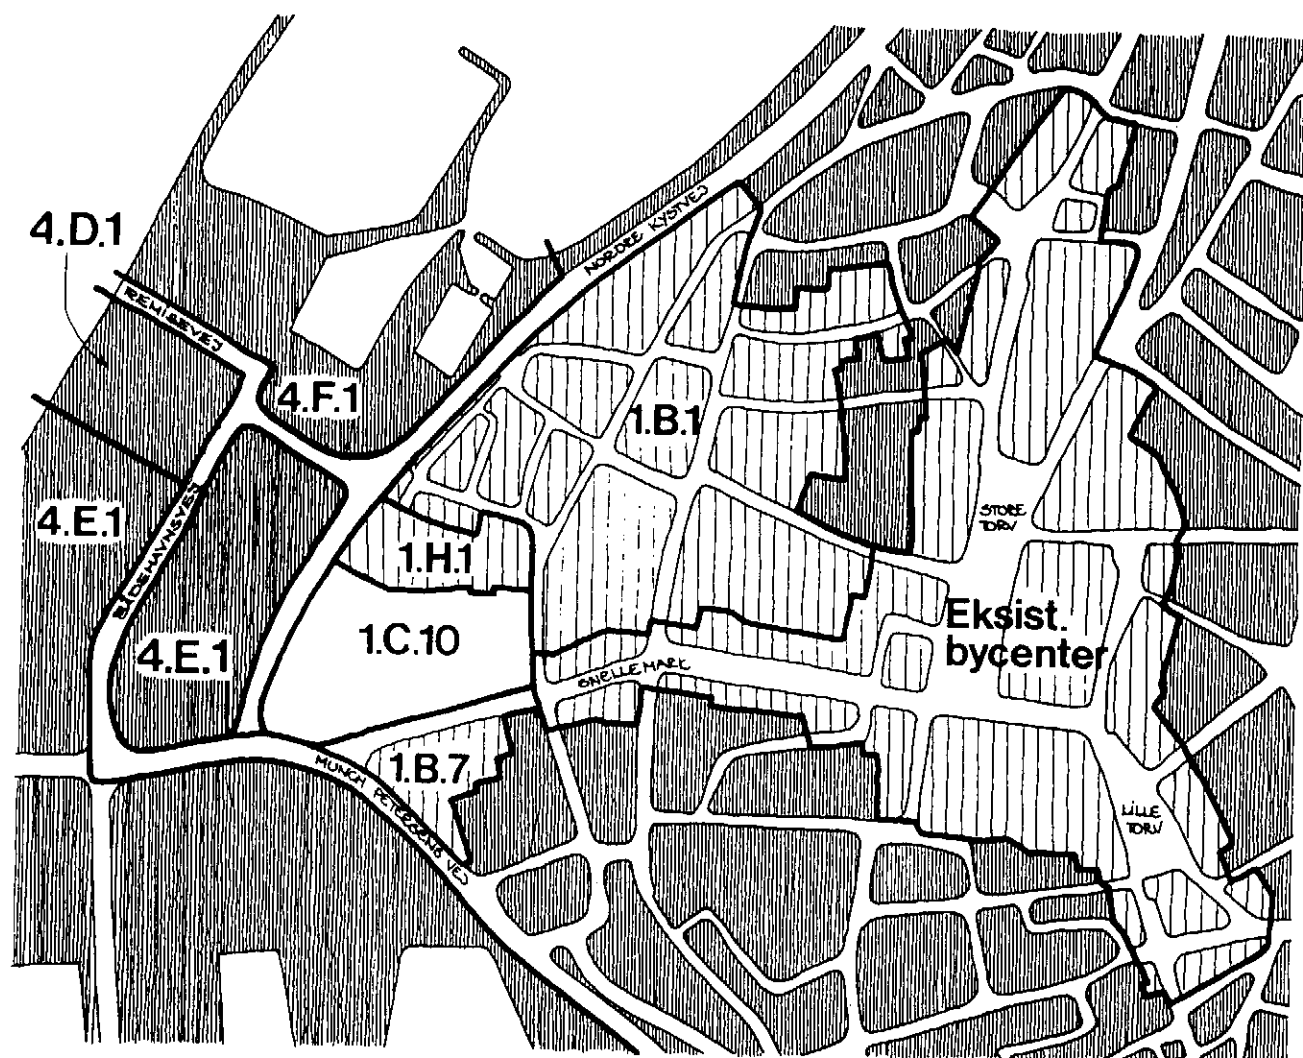 NORDRE KYSTVEJ
4.D.1
REMISEVEJ
4.F.1
1.B.1
4.E.1
STORE
TORV
1.H.1
DEHAVNSVEJ
Eksist.
bycenter
4.E.1
1.C.10
SNELLEMARK
1.B.7
MUNCH PETERSENS VEJ
LILLE
TORV